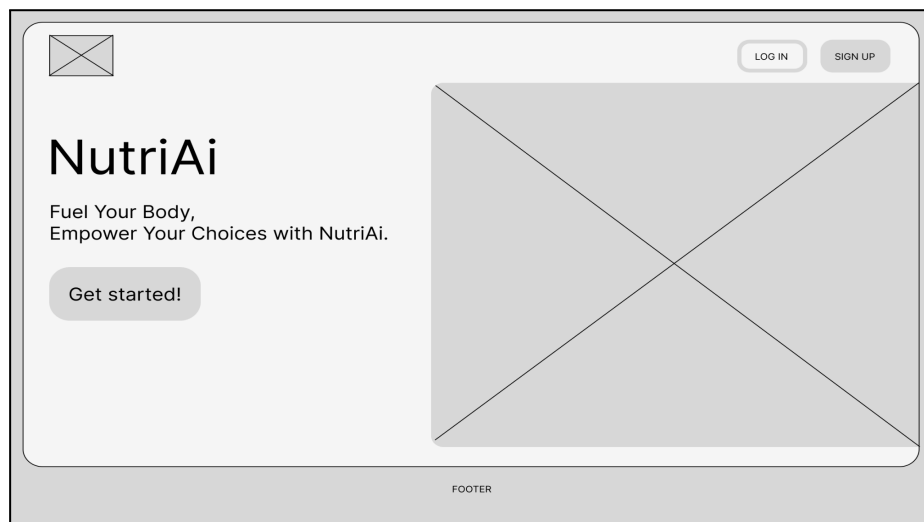 LOG IN
SIGN UP
NutriAi
Fuel Your Body,
Empower Your Choices with NutriAi.
Get started!
FOOTER